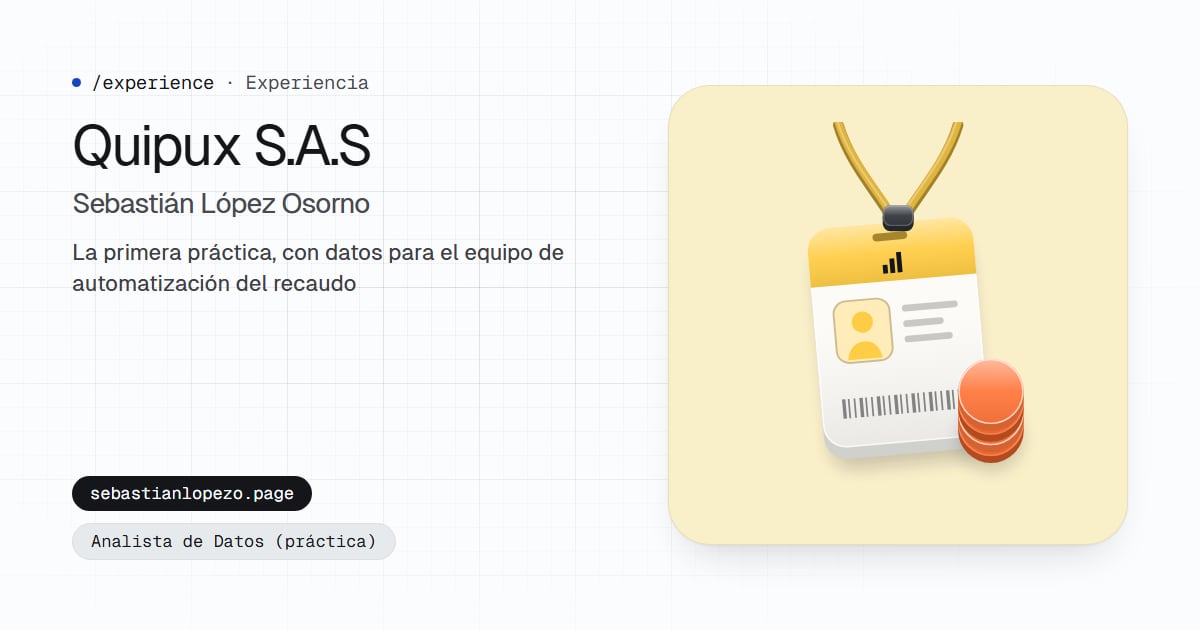 /experience · Experiencia
Quipux S.A.S
Sebastián López Osorno
La primera práctica, con datos para el equipo de
automatización del recaudo
sebastianlopezo.page
Analista de Datos (práctica)